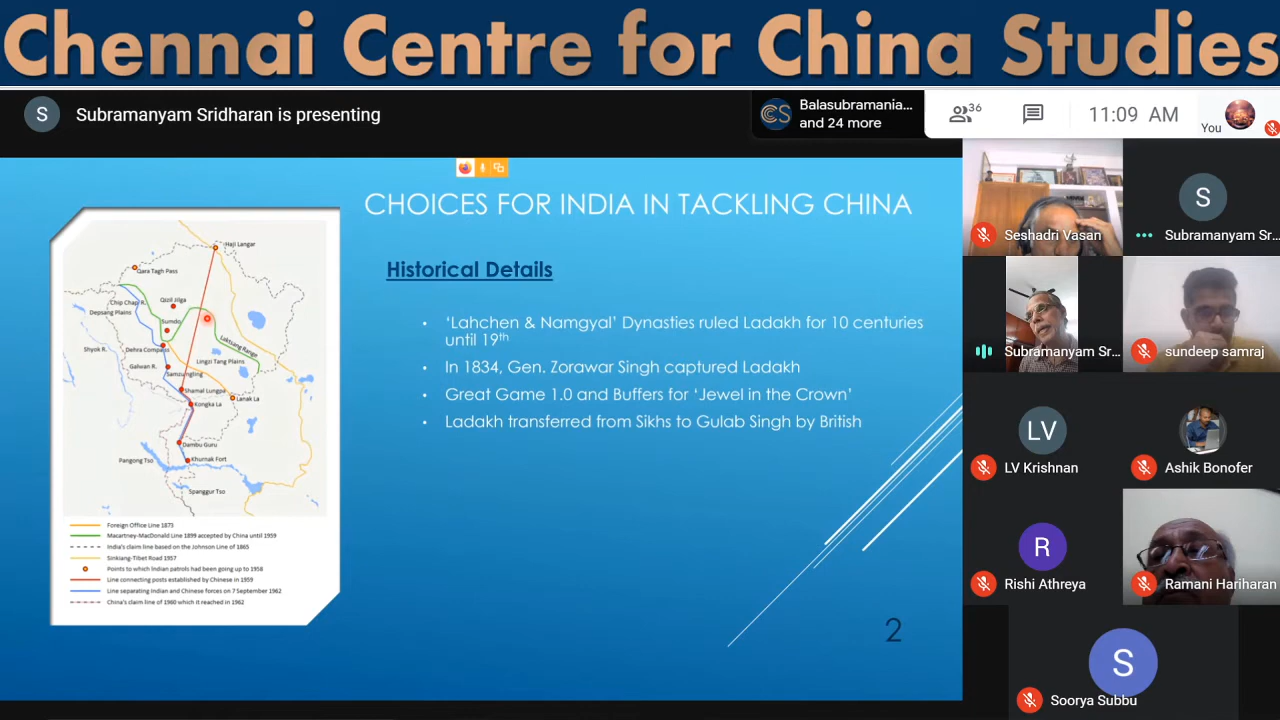 Chennai Centre for China Studies
S
Subramanyam Sridharan is presenting
CS
Balasubramania...
and 24 more
36
11:09 AM
You
CHOICES FOR INDIA IN TACKLING CHINA
Historical Details
• 'Lahchen & Namgyal' Dynasties ruled Ladakh for 10 centuries
until 19th
• In 1834, Gen. Zorawar Singh captured Ladakh
• Great Game 1.0 and Buffers for 'Jewel in the Crown'
• Ladakh transferred from Sikhs to Gulab Singh by British
2
Haji Langar
Qara Tagh Pass
Qizil Jilga
Chip Chap R.
Depsang Plains
Sumdo
Laktsang Range
Shyok R.
Dehra Compass
Lingzi Tang Plains
Galwan R.
Samzungling
Shamal Lungpa
Lanak La
Kongka La
Dambu Guru
Pangong Tso
Khurnak Fort
Spanggur Tso
Foreign Office Line 1873
Macartney-MacDonald Line 1899 accepted by China until 1959
India's claim line based on the Johnson Line of 1865
Sinkiang-Tibet Road 1957
Points to which Indian patrols had been going up to 1958
Line connecting posts established by Chinese in 1959
Line separating Indian and Chinese forces on 7 September 1962
China's claim line of 1960 which it reached in 1962
Seshadri Vasan
S
Subramanyam Sr...
Subramanyam Sr...
sundeep samraj
LV
LV Krishnan
Ashik Bonofer
R
Rishi Athreya
Ramani Hariharan
S
Soorya Subbu